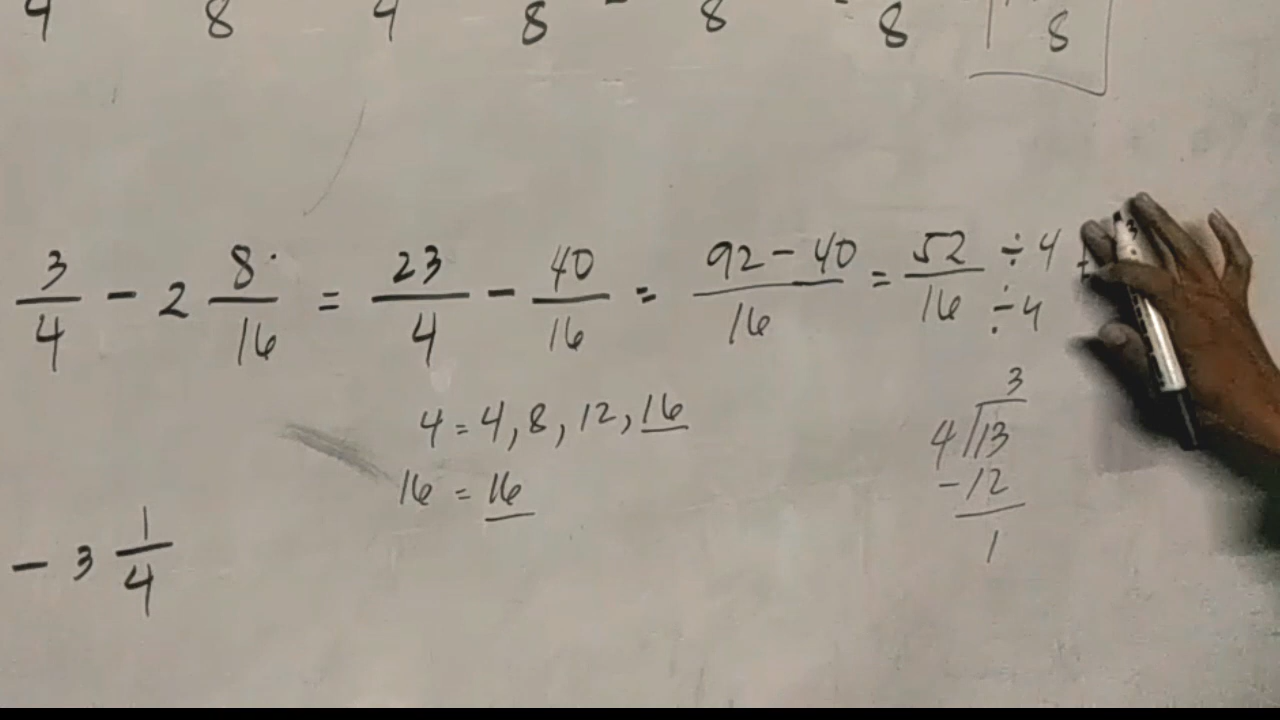 4 8 4 8 8 8 8
3/4 - 2 8/16 = 23/4 - 40/16 = 92 - 40/16 = 52/16 ÷ 4/÷ 4
4 = 4, 8, 12, 16
16 = 16
3
4 √13
- 12
1
- 3 1/4